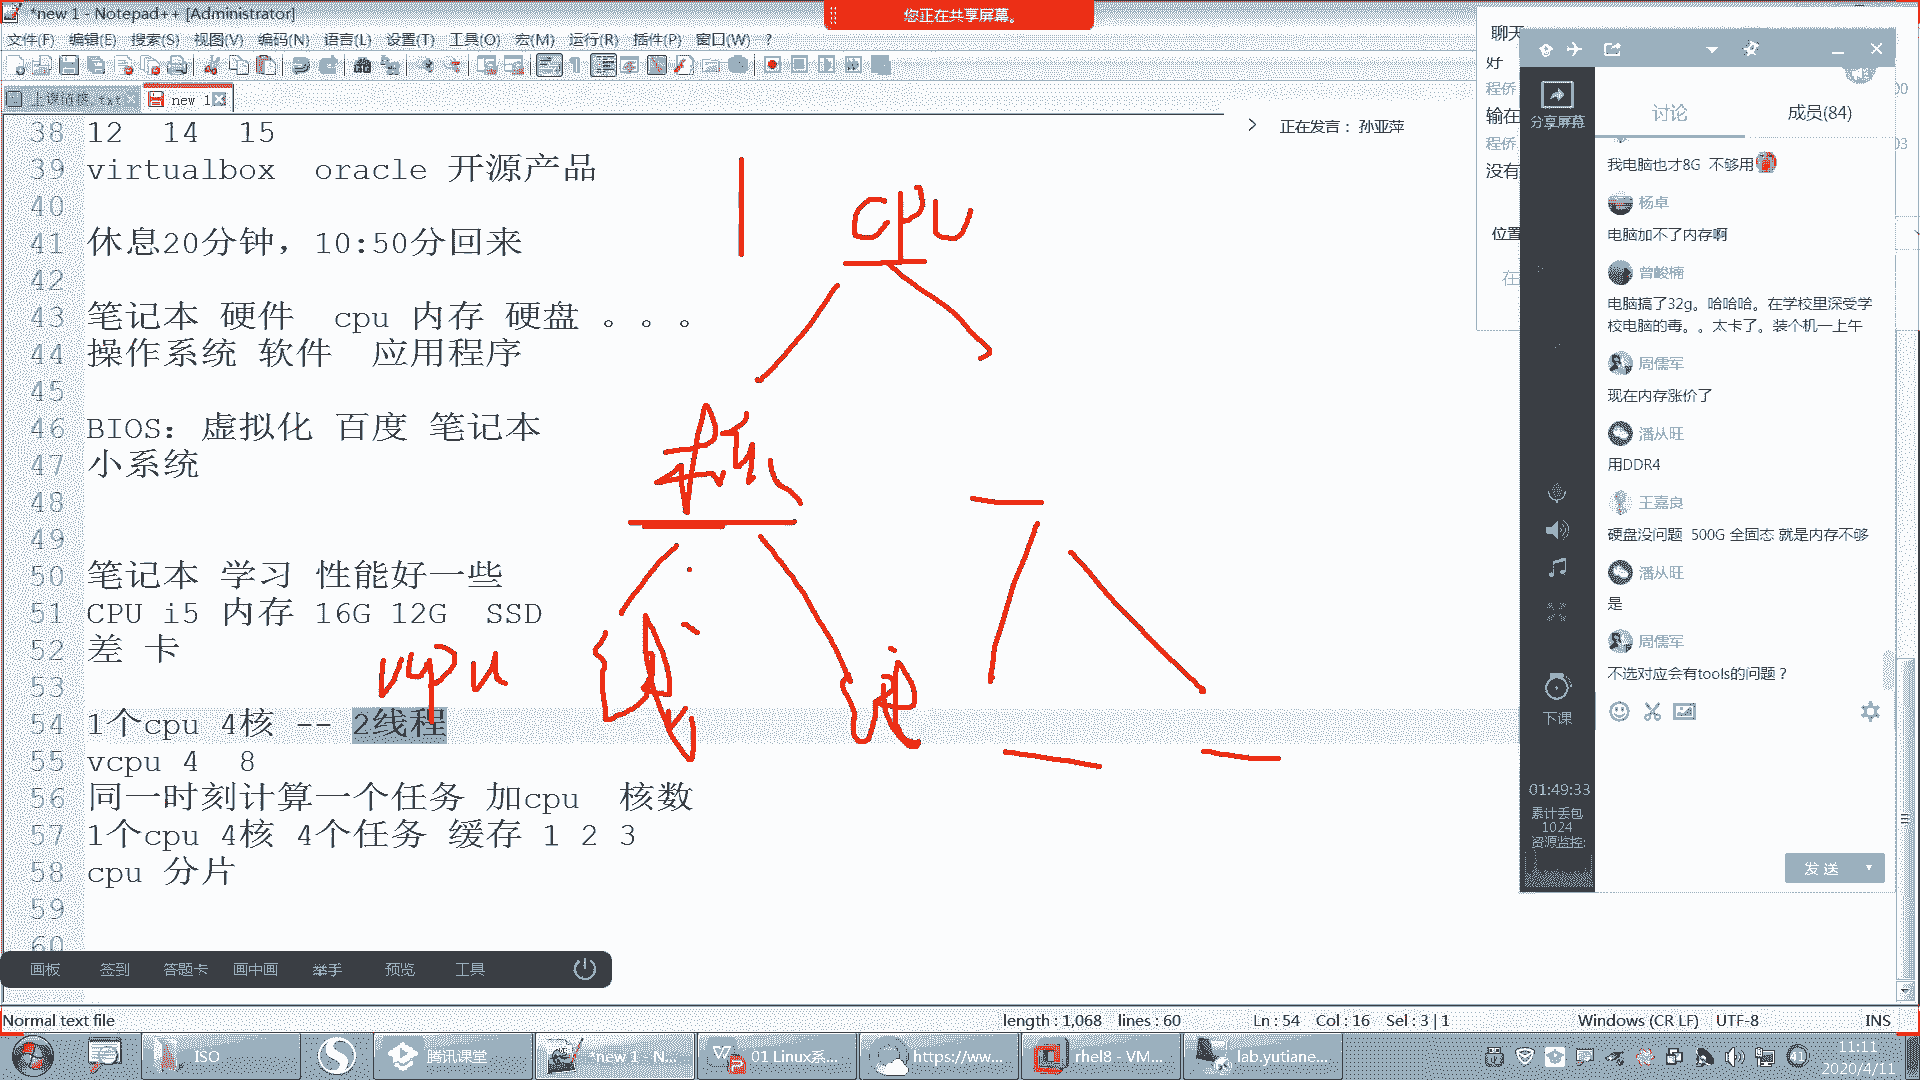 *new 1 - Notepad++ [Administrator]
您正在共享屏幕。
文件(F) 编辑(E) 搜索(S) 视图(V) 编码(N) 语言(L) 设置(T) 工具(O) 宏(M) 运行(R) 插件(P) 窗口(W) ?
new 1
正在发言： 孙亚萍
38 12 14 15
39 virtualbox oracle 开源产品
40
41 休息20分钟，10:50分回来
42
43 笔记本 硬件 cpu 内存 硬盘 。。。
44 操作系统 软件 应用程序
45
46 BIOS： 虚拟化 百度 笔记本
47 小系统
48
49
50 笔记本 学习 性能好一些
51 CPU i5 内存 16G 12G SSD
52 差 卡
53
54 1个cpu 4核 -- 2线程
55 vcpu 4 8
56 同一时刻计算一个任务 加cpu 核数
57 1个cpu 4核 4个任务 缓存 1 2 3
58 cpu 分片
59
60
cpu
vcpu
聊天
好
程侨
输在
程侨
没有
位置
在
分享屏幕
下课
01:49:33
累计丢包
1024
资源监控:
讨论
成员(84)
我电脑也才8G 不够用
杨卓
电脑加不了内存啊
曾峻楠
电脑搞了32g。哈哈哈。在学校里深受学
校电脑的毒。。太卡了。装个机一上午
周儒军
现在内存涨价了
潘从旺
用DDR4
王嘉良
硬盘没问题 500G 全固态 就是内存不够
潘从旺
是
周儒军
不选对应会有tools的问题？
发送
画板 签到 答题卡 画中画 举手 预览 工具
Normal text file
length : 1,068 lines : 60
Ln : 54 Col : 16 Sel : 3 | 1
Windows (CR LF) UTF-8
INS
ISO
腾讯课堂
*new 1 - N...
01 Linux系...
https://ww...
rhel8 - VM...
lab.yutiane...
41
11:11
2020/4/11